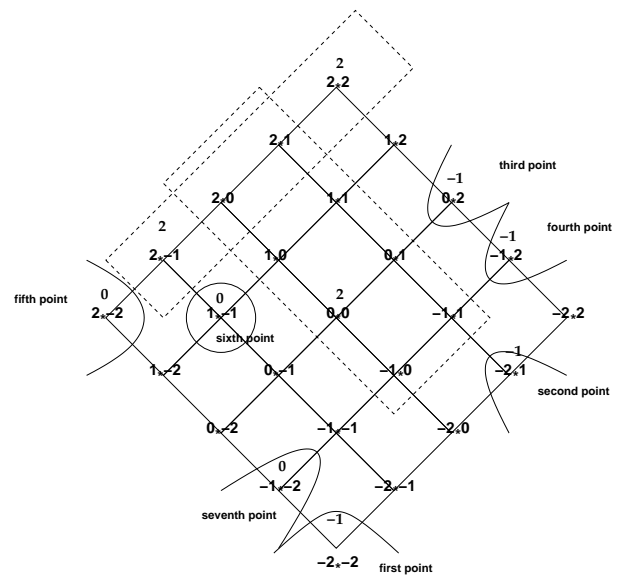 2
2*2
2*1 1*2
third point
−1
2*0 1*1 0*2
2 −1 fourth point
2*−1 1*0 0*1 −1*2
fifth point 0 0 2
2*−2 1*−1 0*0 −1*1 −2*2
sixth point
−1
1*−2 0*−1 −1*0 −2*1
second point
0*−2 −1*−1 −2*0
0
−1*−2 −2*−1
seventh point −1
−2*−2 first point